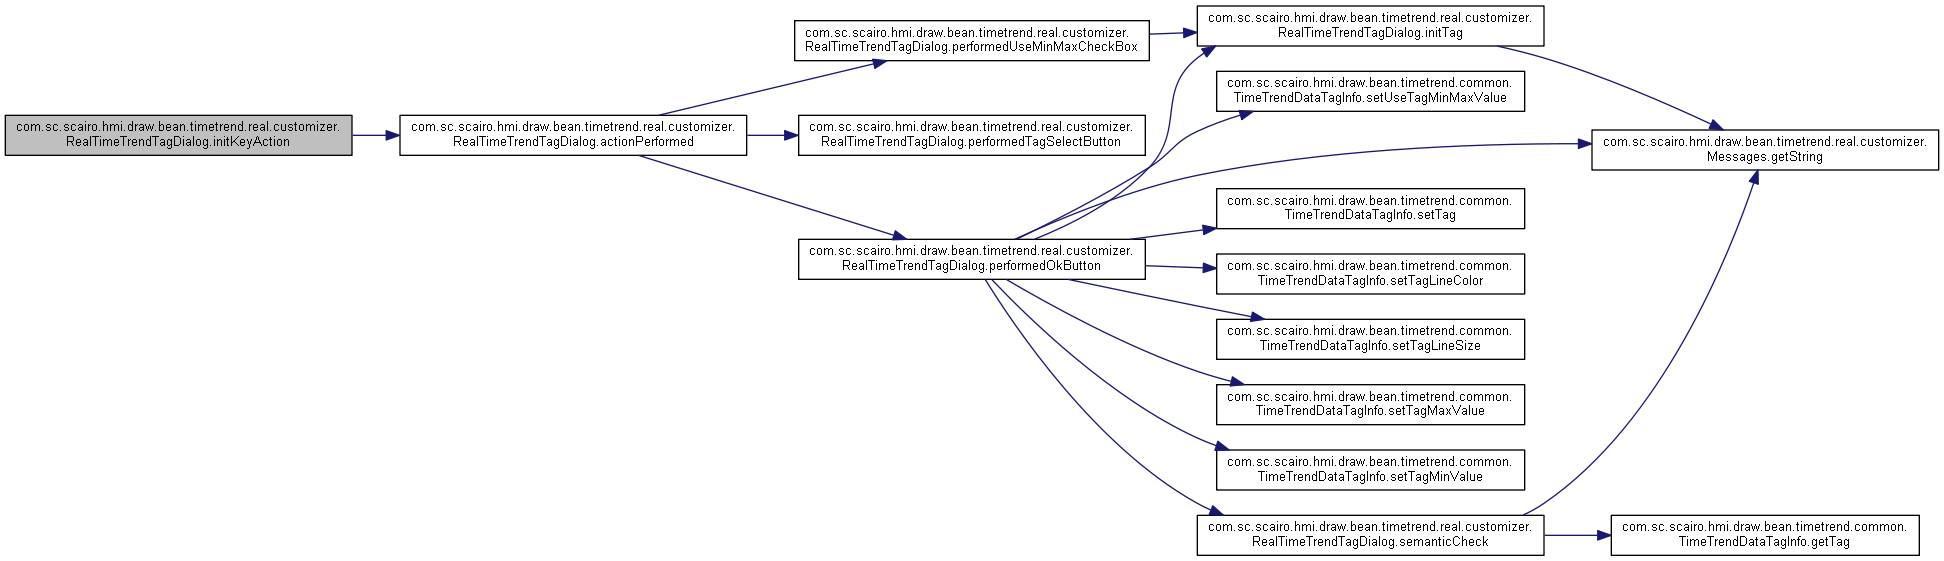 com.sc.scairo.hmi.draw.bean.timetrend.real.customizer.
RealTimeTrendTagDialog.initKeyAction
com.sc.scairo.hmi.draw.bean.timetrend.real.customizer.
RealTimeTrendTagDialog.actionPerformed
com.sc.scairo.hmi.draw.bean.timetrend.real.customizer.
RealTimeTrendTagDialog.performedUseMinMaxCheckBox
com.sc.scairo.hmi.draw.bean.timetrend.real.customizer.
RealTimeTrendTagDialog.performedTagSelectButton
com.sc.scairo.hmi.draw.bean.timetrend.real.customizer.
RealTimeTrendTagDialog.performedOkButton
com.sc.scairo.hmi.draw.bean.timetrend.real.customizer.
RealTimeTrendTagDialog.initTag
com.sc.scairo.hmi.draw.bean.timetrend.common.
TimeTrendDataTagInfo.setUseTagMinMaxValue
com.sc.scairo.hmi.draw.bean.timetrend.common.
TimeTrendDataTagInfo.setTag
com.sc.scairo.hmi.draw.bean.timetrend.common.
TimeTrendDataTagInfo.setTagLineColor
com.sc.scairo.hmi.draw.bean.timetrend.common.
TimeTrendDataTagInfo.setTagLineSize
com.sc.scairo.hmi.draw.bean.timetrend.common.
TimeTrendDataTagInfo.setTagMaxValue
com.sc.scairo.hmi.draw.bean.timetrend.common.
TimeTrendDataTagInfo.setTagMinValue
com.sc.scairo.hmi.draw.bean.timetrend.real.customizer.
RealTimeTrendTagDialog.semanticCheck
com.sc.scairo.hmi.draw.bean.timetrend.real.customizer.
Messages.getString
com.sc.scairo.hmi.draw.bean.timetrend.common.
TimeTrendDataTagInfo.getTag